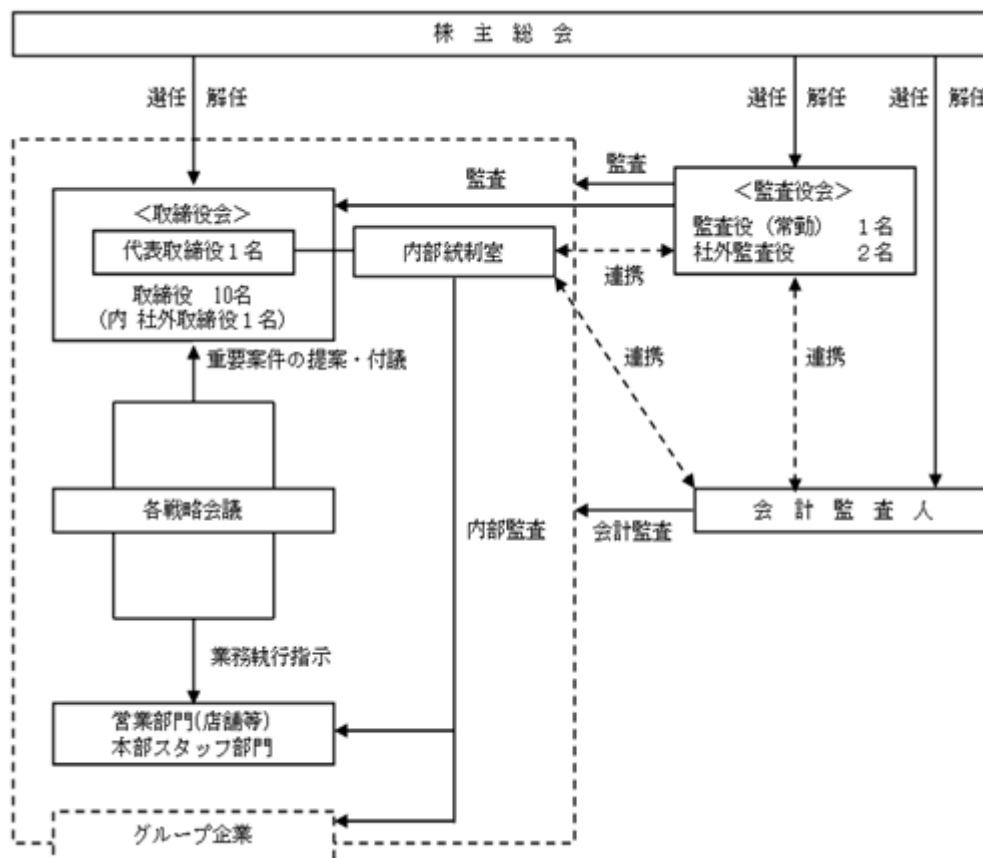 株主総会
選任 解任
選任 解任
選任 解任
監査
監査
<取締役会>
代表取締役1名
取締役 10名
(内 社外取締役1名)
内部統制室
<監査役会>
監査役(常勤) 1名
社外監査役 2名
連携
重要案件の提案・付議
連携
連携
各戦略会議
内部監査
会計監査
会計監査人
業務執行指示
営業部門(店舗等)
本部スタッフ部門
グループ企業